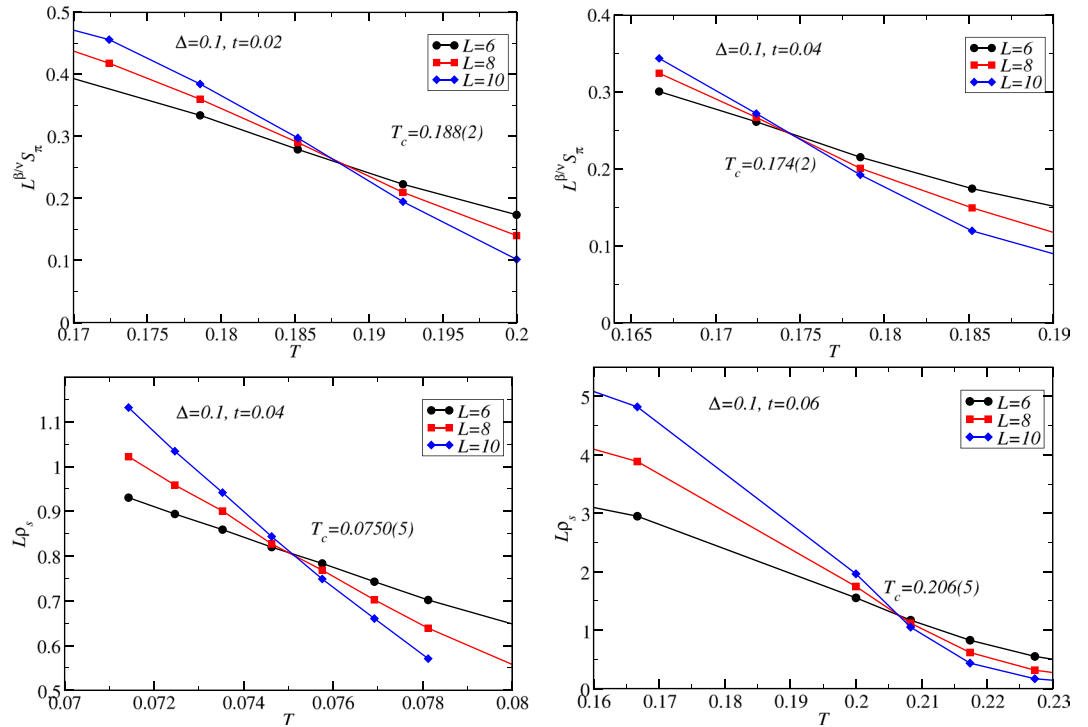 0.5
0.4
0.3
0.2
0.1
0
L^{β/ν}S_π
Δ=0.1, t=0.02
L=6
L=8
L=10
T_c=0.188(2)
0.17 0.175 0.18 0.185 0.19 0.195 0.2
T
0.4
0.3
0.2
0.1
0
L^{β/ν}S_π
Δ=0.1, t=0.04
L=6
L=8
L=10
T_c=0.174(2)
0.165 0.17 0.175 0.18 0.185 0.19
T
1.1
1
0.9
0.8
0.7
0.6
0.5
Lρ_s
Δ=0.1, t=0.04
L=6
L=8
L=10
T_c=0.0750(5)
0.07 0.072 0.074 0.076 0.078 0.08
T
5
4
3
2
1
0
Lρ_s
Δ=0.1, t=0.06
L=6
L=8
L=10
T_c=0.206(5)
0.16 0.17 0.18 0.19 0.2 0.21 0.22 0.23
T